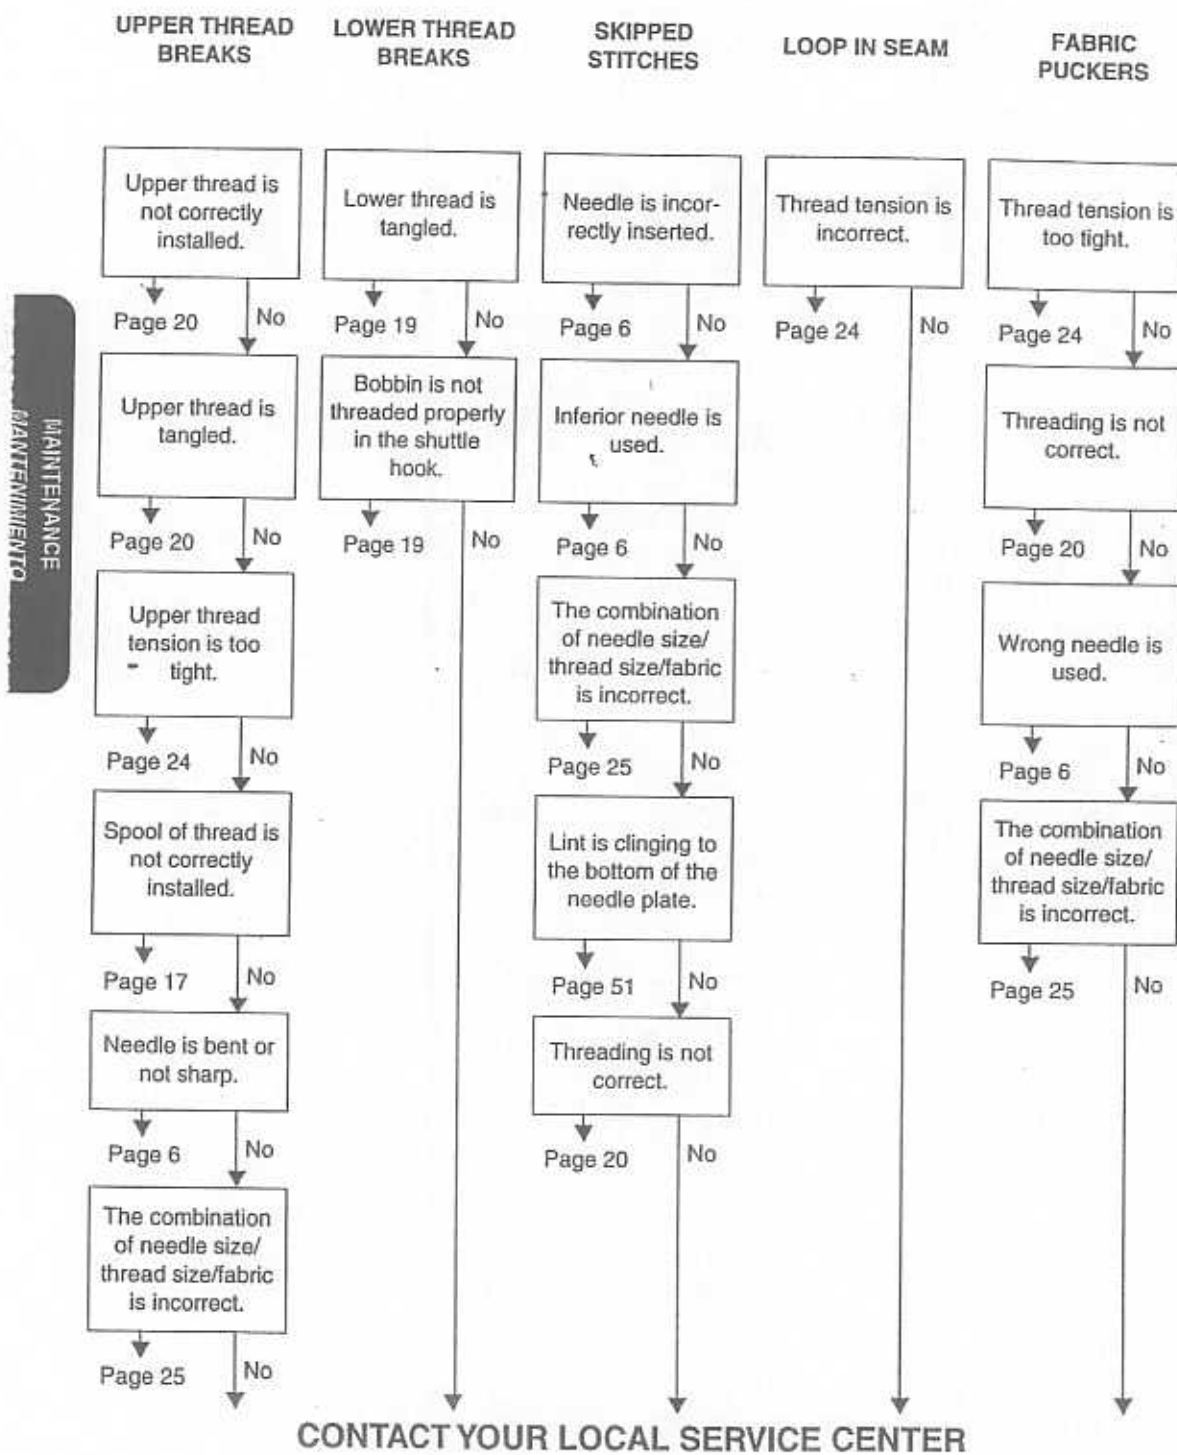 UPPER THREAD
BREAKS
LOWER THREAD
BREAKS
SKIPPED
STITCHES
LOOP IN SEAM
FABRIC
PUCKERS
MAINTENANCE
MANTENIMIENTO
Upper thread is
not correctly
installed.
Page 20
No
Upper thread is
tangled.
Page 20
No
Upper thread
tension is too
tight.
Page 24
No
Spool of thread is
not correctly
installed.
Page 17
No
Needle is bent or
not sharp.
Page 6
No
The combination
of needle size/
thread size/fabric
is incorrect.
Page 25
No
Lower thread is
tangled.
Page 19
No
Bobbin is not
threaded properly
in the shuttle
hook.
Page 19
No
Needle is incor-
rectly inserted.
Page 6
No
Inferior needle is
used.
Page 6
No
The combination
of needle size/
thread size/fabric
is incorrect.
Page 25
No
Lint is clinging to
the bottom of the
needle plate.
Page 51
No
Threading is not
correct.
Page 20
No
Thread tension is
incorrect.
Page 24
No
Thread tension is
too tight.
Page 24
No
Threading is not
correct.
Page 20
No
Wrong needle is
used.
Page 6
No
The combination
of needle size/
thread size/fabric
is incorrect.
Page 25
No
CONTACT YOUR LOCAL SERVICE CENTER